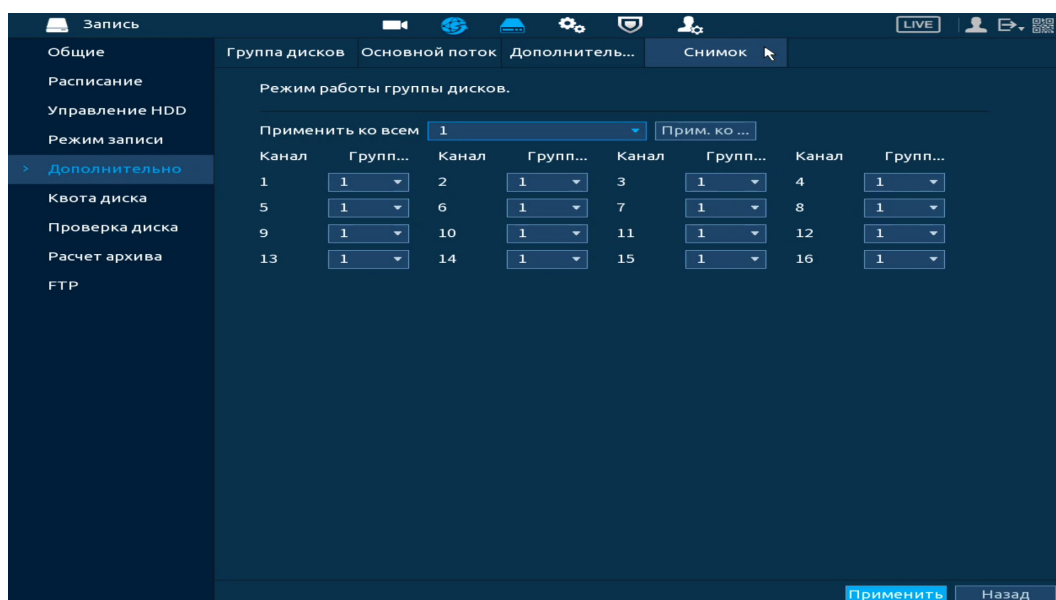 Запись LIVE
Общие
Расписание
Управление HDD
Режим записи
> Дополнительно
Квота диска
Проверка диска
Расчет архива
FTP
Группа дисков Основной поток Дополнитель... Снимок
Режим работы группы дисков.
Применить ко всем 1 Прим. ко ...
Канал Групп... Канал Групп... Канал Групп... Канал Групп...
1 1 2 1 3 1 4 1
5 1 6 1 7 1 8 1
9 1 10 1 11 1 12 1
13 1 14 1 15 1 16 1
Применить Назад